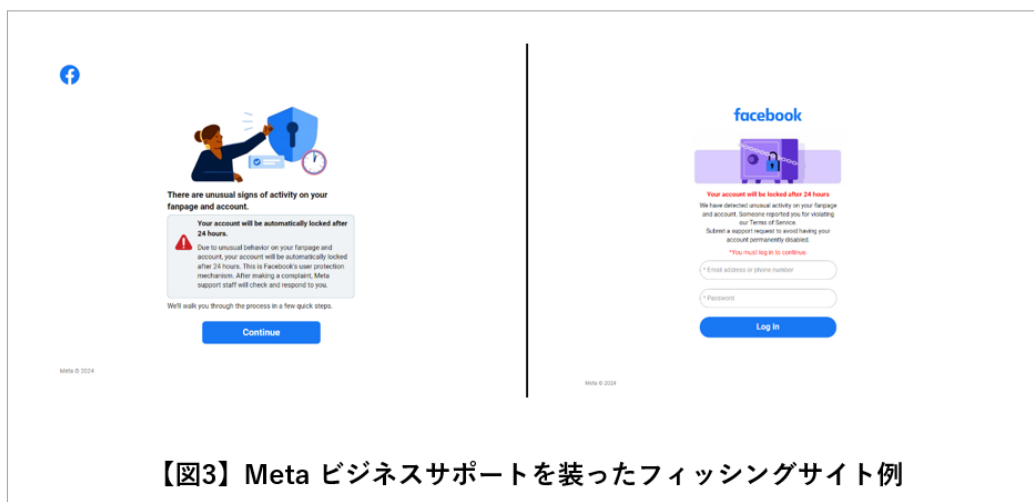 There are unusual signs of activity on your
fanpage and account.
Your account will be automatically locked after
24 hours.
Due to unusual behavior on your fanpage and
account, your account will be automatically locked
after 24 hours. This is Facebook's user protection
mechanism. After making a complaint, Meta
support staff will check and respond to you.
We'll walk you through the process in a few quick steps.
Continue
Meta © 2024
facebook
Your account will be locked after 24 hours
We have detected unusual activity on your fanpage
and account. Someone reported you for violating
our Terms of Service.
Submit a support request to avoid having your
account permanently disabled.
*You must log in to continue.
* Email address or phone number
* Password
Log in
Meta © 2024
【図3】Meta ビジネスサポートを装ったフィッシングサイト例